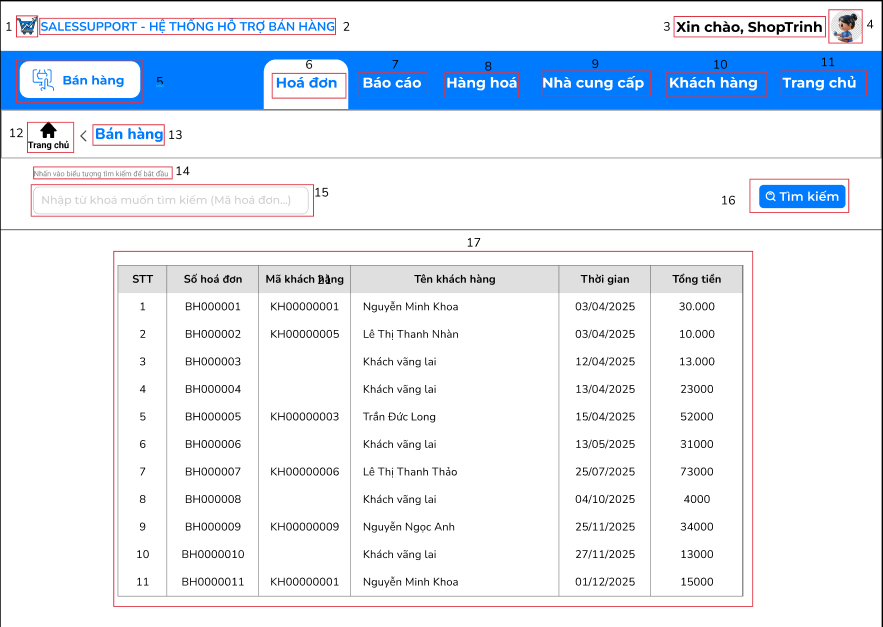 1 SALESSUPPORT - HỆ THỐNG HỖ TRỢ BÁN HÀNG 2 3 Xin chào, ShopTrinh 4
Bán hàng 5 6 Hoá đơn 7 Báo cáo 8 Hàng hoá 9 Nhà cung cấp 10 Khách hàng 11 Trang chủ
12 Trang chủ < Bán hàng 13
Nhấn vào biểu tượng tìm kiếm để bắt đầu 14
Nhập từ khoá muốn tìm kiếm (Mã hoá đơn...) 15 16 Tìm kiếm
17
STT Số hoá đơn Mã khách hàng 21 Tên khách hàng Thời gian Tổng tiền
1 BH000001 KH00000001 Nguyễn Minh Khoa 03/04/2025 30.000
2 BH000002 KH00000005 Lê Thị Thanh Nhàn 03/04/2025 10.000
3 BH000003 Khách vãng lai 12/04/2025 13.000
4 BH000004 Khách vãng lai 13/04/2025 23000
5 BH000005 KH00000003 Trần Đức Long 15/04/2025 52000
6 BH000006 Khách vãng lai 13/05/2025 31000
7 BH000007 KH00000006 Lê Thị Thanh Thảo 25/07/2025 73000
8 BH000008 Khách vãng lai 04/10/2025 4000
9 BH000009 KH00000009 Nguyễn Ngọc Anh 25/11/2025 34000
10 BH0000010 Khách vãng lai 27/11/2025 13000
11 BH0000011 KH00000001 Nguyễn Minh Khoa 01/12/2025 15000